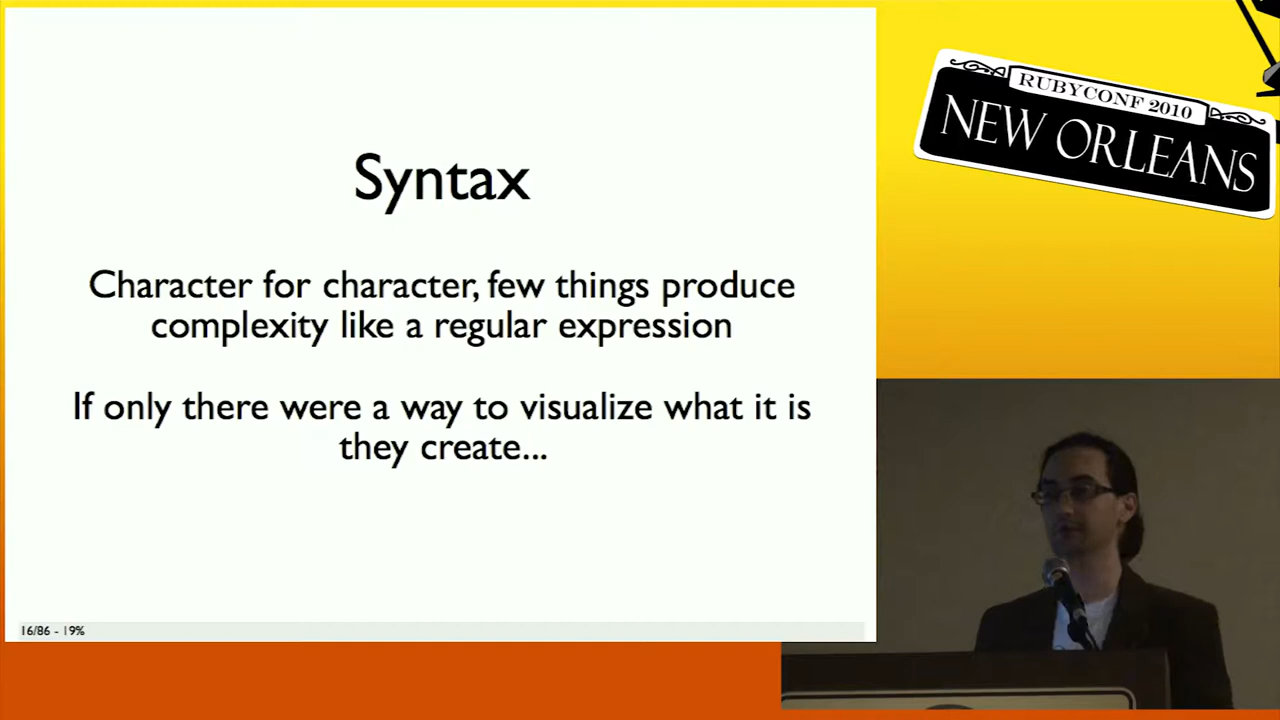 Syntax
Character for character, few things produce
complexity like a regular expression
If only there were a way to visualize what it is
they create...
16/86 - 19%
RUBYCONF 2010
NEW ORLEANS